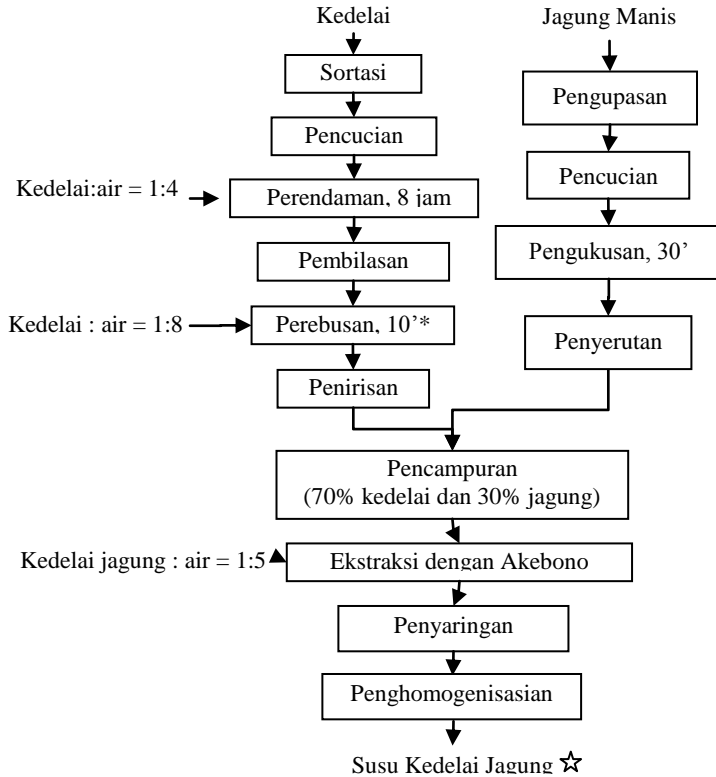 Kedelai
Sortasi
Pencucian
Kedelai:air = 1:4
Perendaman, 8 jam
Pembilasan
Kedelai : air = 1:8
Perebusan, 10’*
Penirisan
Jagung Manis
Pengupasan
Pencucian
Pengukusan, 30’
Penyerutan
Pencampuran
(70% kedelai dan 30% jagung)
Kedelai jagung : air = 1:5
Ekstraksi dengan Akebono
Penyaringan
Penghomogenisasian
Susu Kedelai Jagung ☆